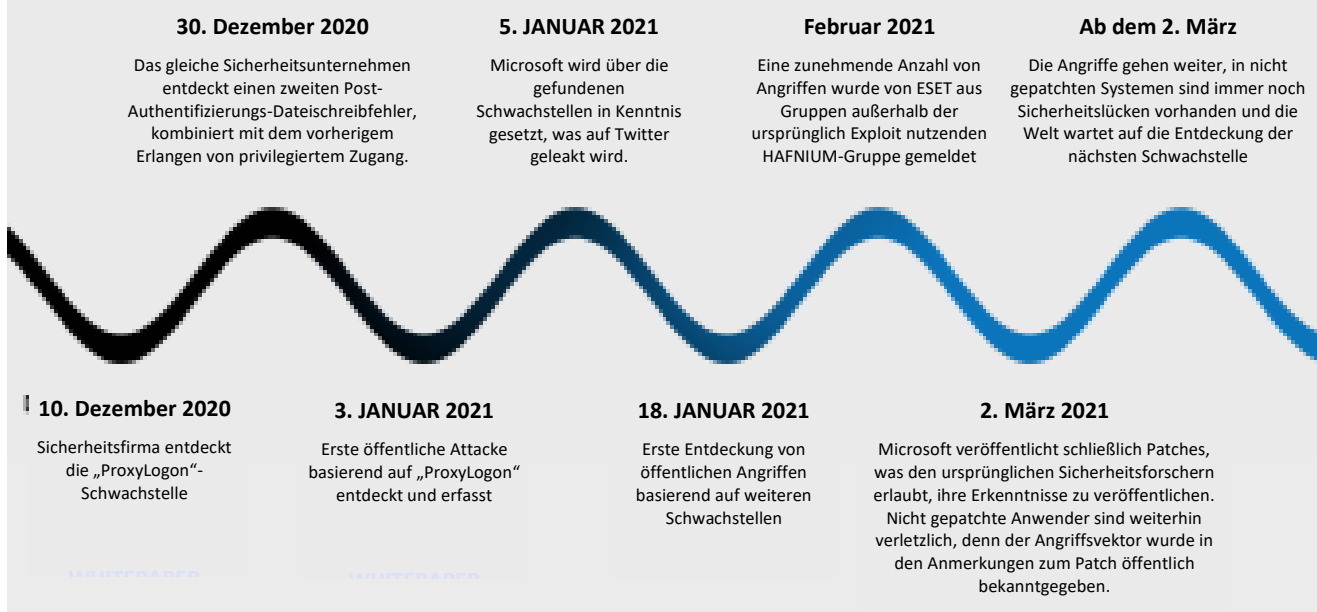 30. Dezember 2020
Das gleiche Sicherheitsunternehmen
entdeckt einen zweiten Post-
Authentifizierungs-Dateischreibfehler,
kombiniert mit dem vorherigem
Erlangen von privilegiertem Zugang.
5. JANUAR 2021
Microsoft wird über die
gefundenen
Schwachstellen in Kenntnis
gesetzt, was auf Twitter
geleakt wird.
Februar 2021
Eine zunehmende Anzahl von
Angriffen wurde von ESET aus
Gruppen außerhalb der
ursprünglich Exploit nutzenden
HAFNIUM-Gruppe gemeldet
Ab dem 2. März
Die Angriffe gehen weiter, in nicht
gepatchten Systemen sind immer noch
Sicherheitslücken vorhanden und die
Welt wartet auf die Entdeckung der
nächsten Schwachstelle
10. Dezember 2020
Sicherheitsfirma entdeckt
die „ProxyLogon“-
Schwachstelle
3. JANUAR 2021
Erste öffentliche Attacke
basierend auf „ProxyLogon“
entdeckt und erfasst
18. JANUAR 2021
Erste Entdeckung von
öffentlichen Angriffen
basierend auf weiteren
Schwachstellen
2. März 2021
Microsoft veröffentlicht schließlich Patches,
was den ursprünglichen Sicherheitsforschern
erlaubt, ihre Erkenntnisse zu veröffentlichen.
Nicht gepatchte Anwender sind weiterhin
verletzlich, denn der Angriffsvektor wurde in
den Anmerkungen zum Patch öffentlich
bekanntgegeben.